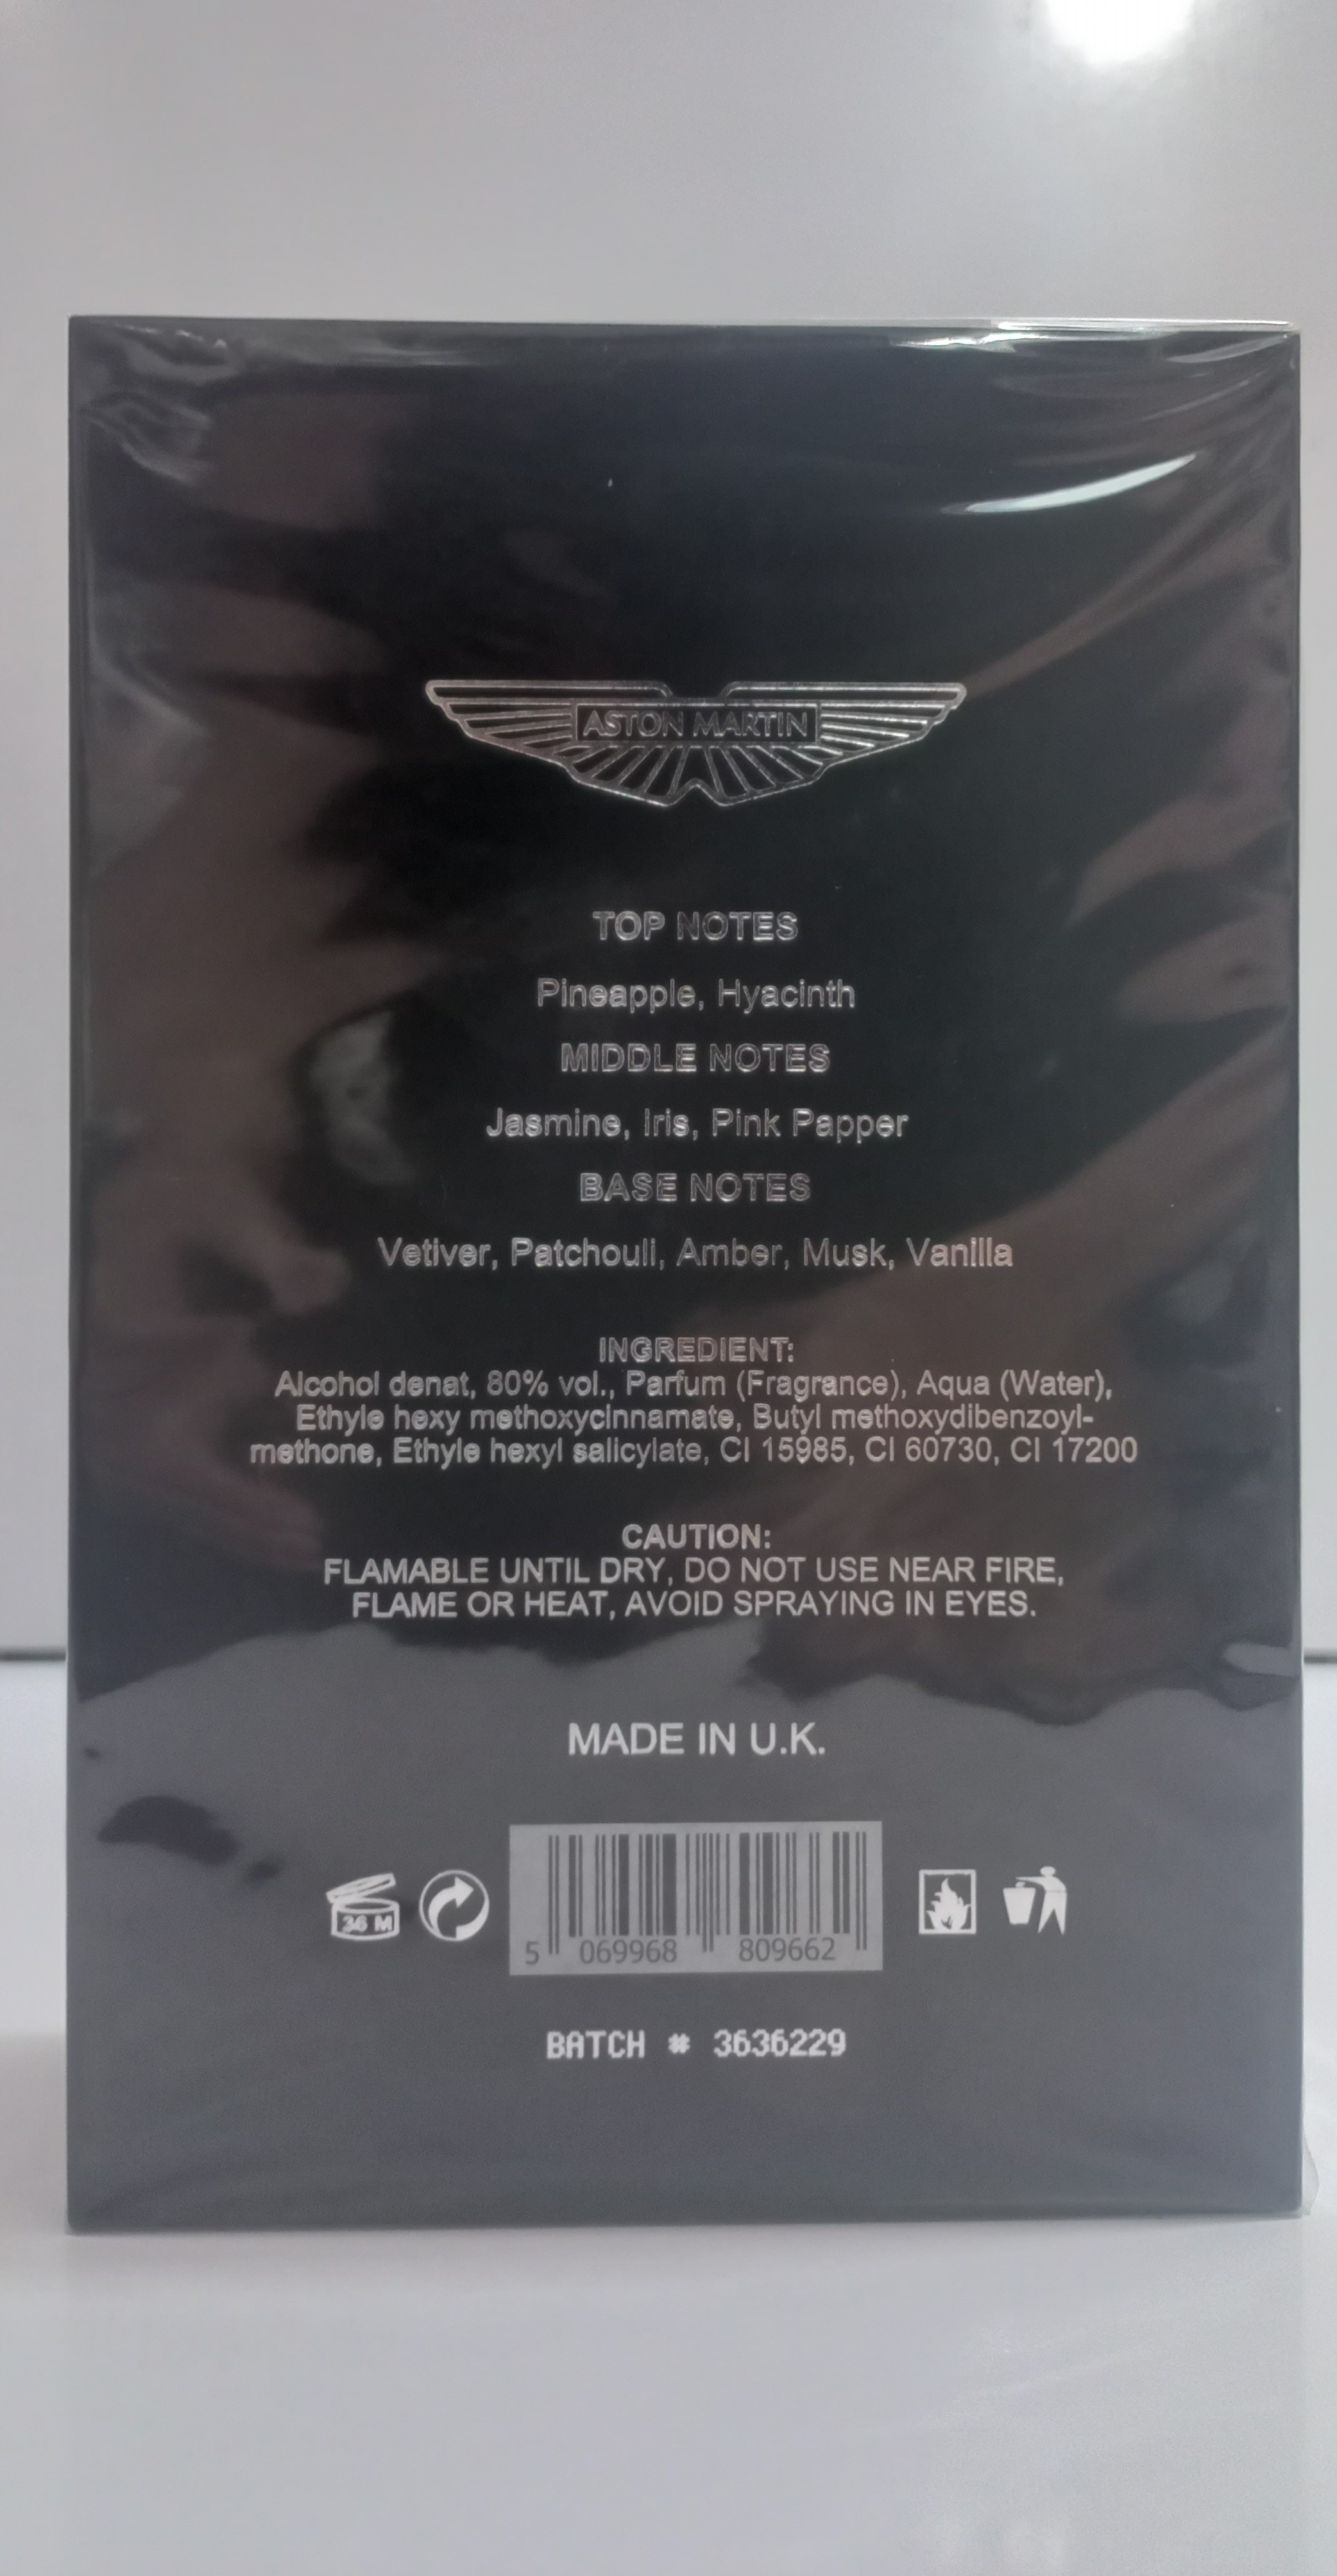 ASTON MARTIN
TOP NOTES
Pineapple, Hyacinth
MIDDLE NOTES
Jasmine, Iris, Pink Papper
BASE NOTES
Vetiver, Patchouli, Amber, Musk, Vanilla
INGREDIENT:
Alcohol denat, 80% vol., Parfum (Fragrance), Aqua (Water),
Ethyle hexy methoxycinnamate, Butyl methoxydibenzoyl-
methone, Ethyle hexyl salicylate, CI 15985, CI 60730, CI 17200
CAUTION:
FLAMABLE UNTIL DRY, DO NOT USE NEAR FIRE,
FLAME OR HEAT, AVOID SPRAYING IN EYES.
MADE IN U.K.
36 M
5 069968 809662
BATCH # 3636229